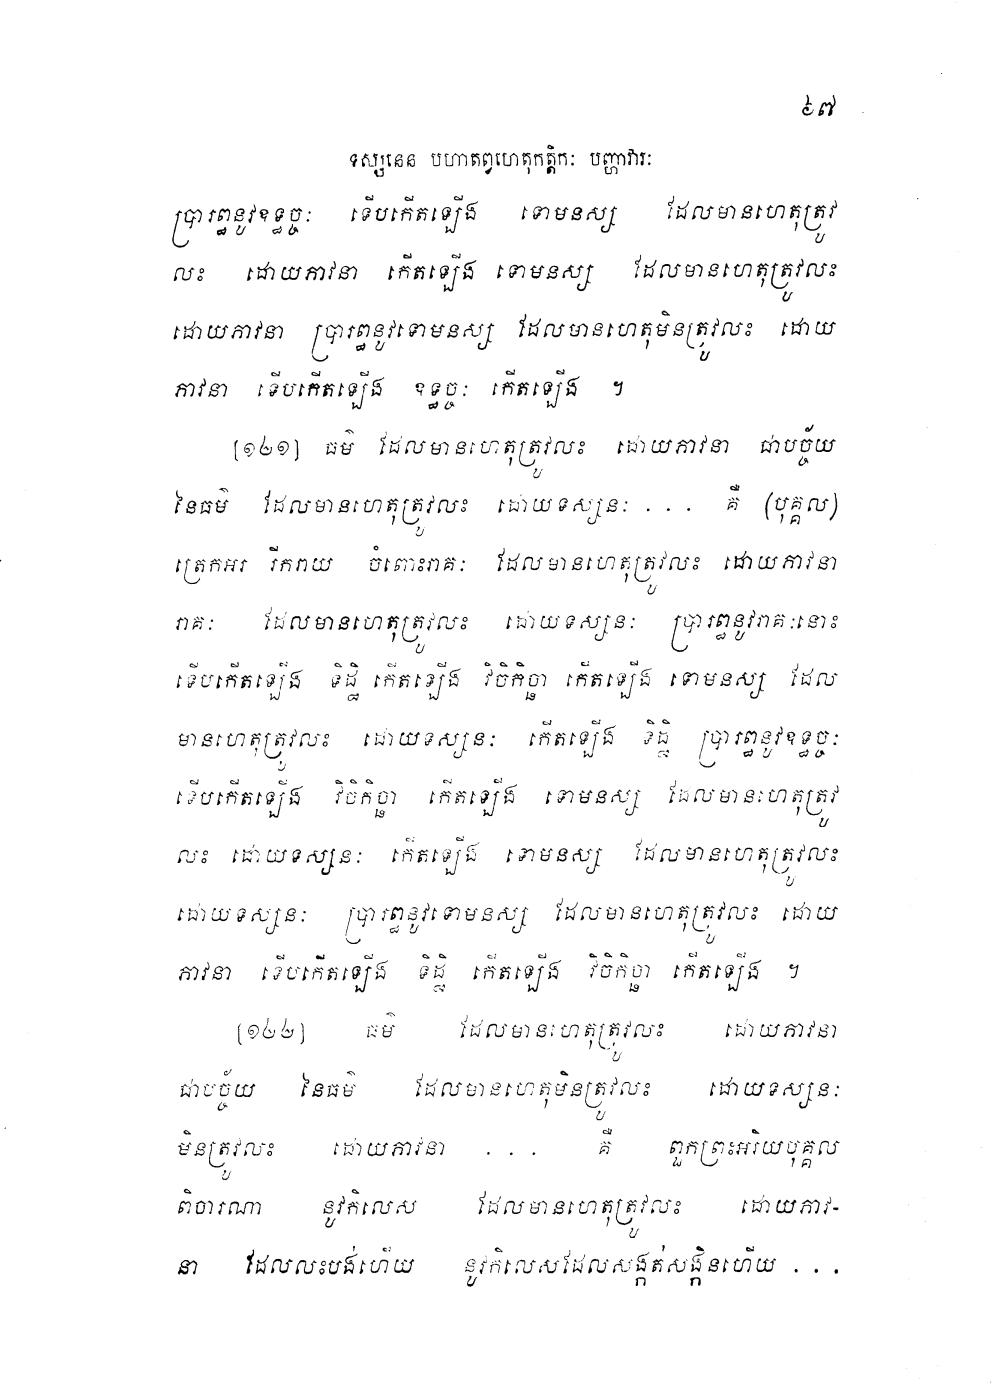 ៦៧
ទស្សនេន បហាតព្វហេតុកត្តិកៈ បញ្ហាវារៈ
ប្រារព្ធនូវឧទ្ធច្ចៈ ទើបកើតឡើង ទោមនស្ស ដែលមានហេតុត្រូវ
លះ ដោយភាវនា កើតឡើង ទោមនស្ស ដែលមានហេតុត្រូវលះ
ដោយភាវនា ប្រារព្ធនូវទោមនស្ស ដែលមានហេតុមិនត្រូវលះ ដោយ
ភាវនា ទើបកើតឡើង ឧទ្ធច្ចៈ កើតឡើង ។
[១៤១] ធម៌ ដែលមានហេតុត្រូវលះ ដោយភាវនា ជាបច្ច័យ
នៃធម៌ ដែលមានហេតុត្រូវលះ ដោយទស្សនៈ . . . គឺ (បុគ្គល)
ត្រេកអរ រីករាយ ចំពោះរាគៈ ដែលមានហេតុត្រូវលះ ដោយភាវនា
រាគៈ ដែលមានហេតុត្រូវលះ ដោយទស្សនៈ ប្រារព្ធនូវរាគៈនោះ
ទើបកើតឡើង ទិដ្ឋិ កើតឡើង វិចិកិច្ឆា កើតឡើង ទោមនស្ស ដែល
មានហេតុត្រូវលះ ដោយទស្សនៈ កើតឡើង ទិដ្ឋិ ប្រារព្ធនូវឧទ្ធច្ចៈ
ទើបកើតឡើង វិចិកិច្ឆា កើតឡើង ទោមនស្ស ដែលមានហេតុត្រូវ
លះ ដោយទស្សនៈ កើតឡើង ទោមនស្ស ដែលមានហេតុត្រូវលះ
ដោយទស្សនៈ ប្រារព្ធនូវទោមនស្ស ដែលមានហេតុត្រូវលះ ដោយ
ភាវនា ទើបកើតឡើង ទិដ្ឋិ កើតឡើង វិចិកិច្ឆា កើតឡើង ។
[១៤២] ធម៌ ដែលមានហេតុត្រូវលះ ដោយភាវនា
ជាបច្ច័យ នៃធម៌ ដែលមានហេតុមិនត្រូវលះ ដោយទស្សនៈ
មិនត្រូវលះ ដោយភាវនា . . . គឺ ពួកព្រះអរិយបុគ្គល
ពិចារណា នូវកិលេស ដែលមានហេតុត្រូវលះ ដោយភាវ-
នា ដែលលះបង់ហើយ នូវកិលេសដែលសង្កត់សង្កិនហើយ . . .